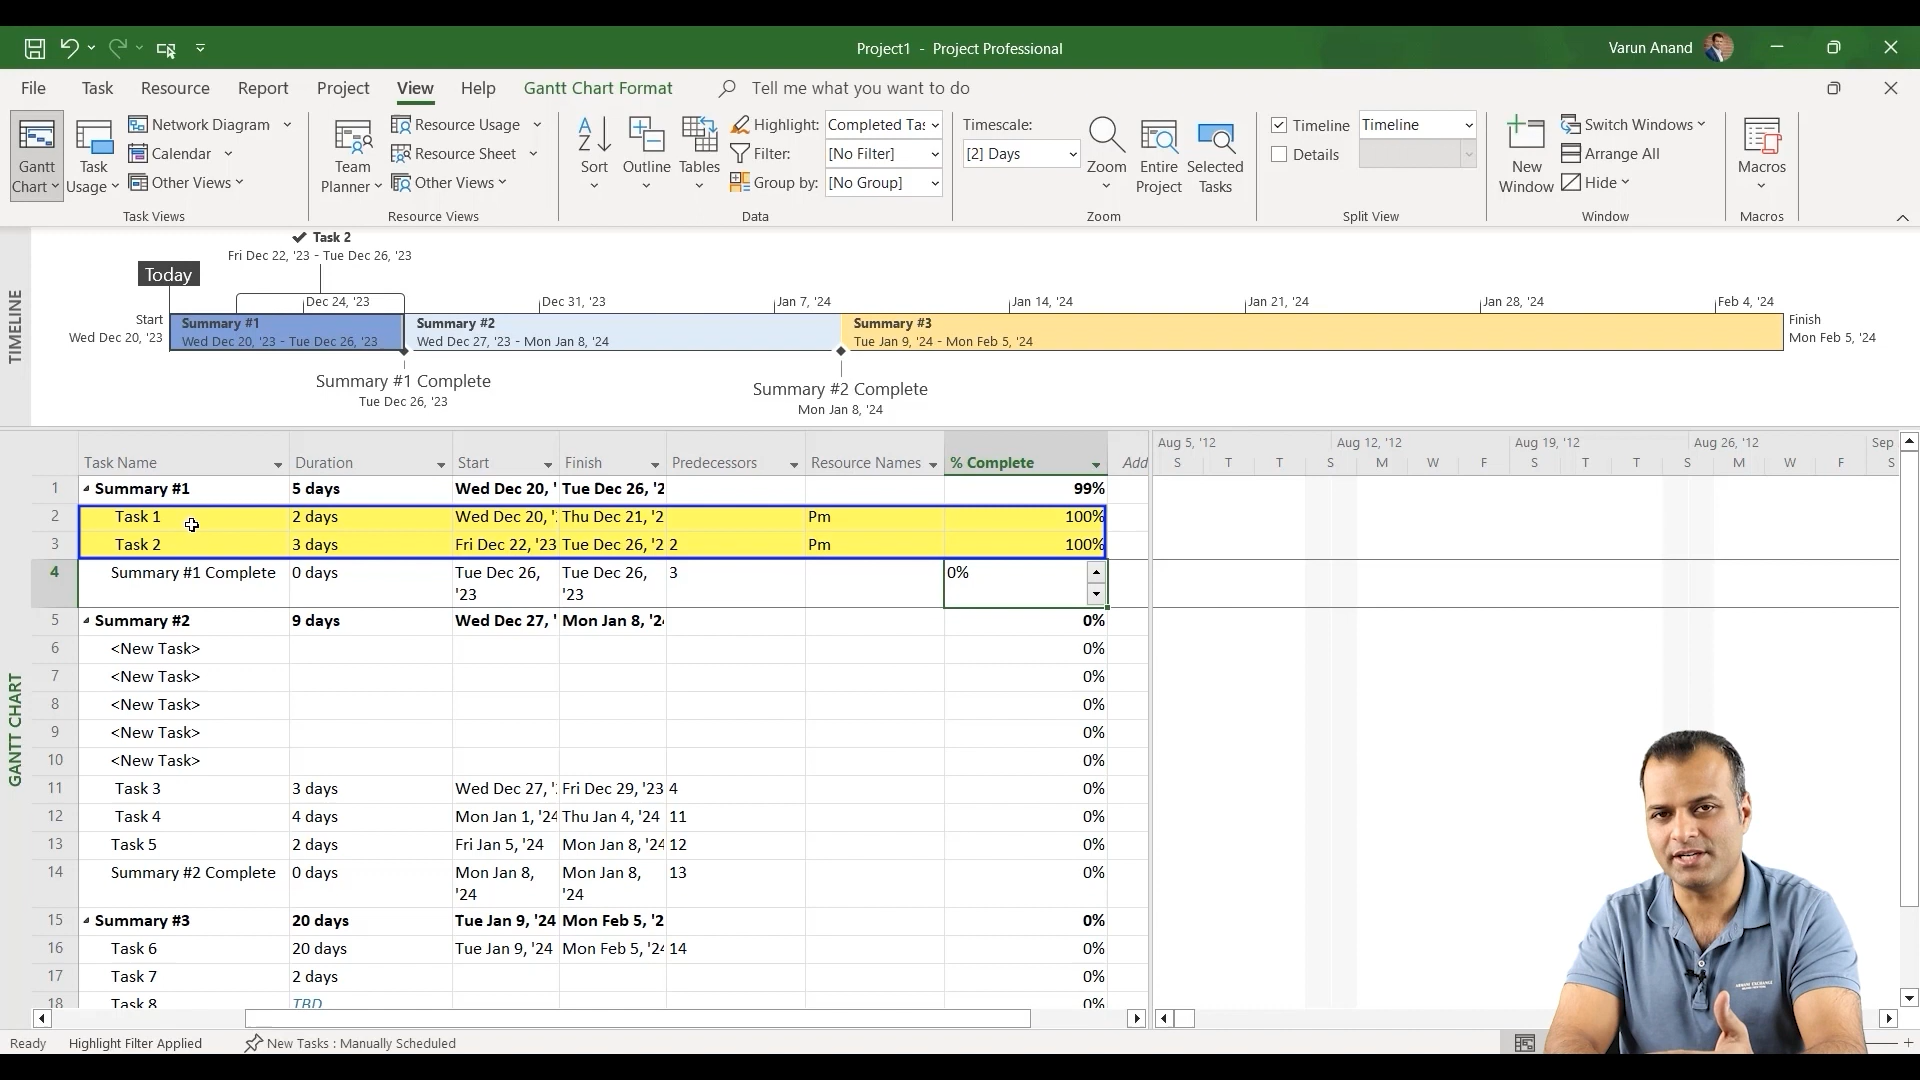 Project1 - Project Professional
Varun Anand
File Task Resource Report Project View Help Gantt Chart Format Tell me what you want to do
Gantt Chart
Task Usage
Network Diagram
Calendar
Other Views
Task Views
Team Planner
Resource Usage
Resource Sheet
Other Views
Resource Views
Sort
Outline
Tables
Highlight: Completed Tas
Filter: [No Filter]
Group by: [No Group]
Data
Timescale:
[2] Days
Zoom
Entire Project
Selected Tasks
Zoom
Timeline Timeline
Details
Split View
New Window
Switch Windows
Arrange All
Hide
Window
Macros
Macros
TIMELINE
Task 2
Fri Dec 22, '23 - Tue Dec 26, '23
Today
Dec 24, '23 Dec 31, '23 Jan 7, '24 Jan 14, '24 Jan 21, '24 Jan 28, '24 Feb 4, '24
Start
Wed Dec 20, '23
Summary #1
Wed Dec 20, '23 - Tue Dec 26, '23
Summary #2
Wed Dec 27, '23 - Mon Jan 8, '24
Summary #3
Tue Jan 9, '24 - Mon Feb 5, '24
Finish
Mon Feb 5, '24
Summary #1 Complete
Tue Dec 26, '23
Summary #2 Complete
Mon Jan 8, '24
GANTT CHART
Task Name Duration Start Finish Predecessors Resource Names % Complete Add
1 Summary #1 5 days Wed Dec 20, ' Tue Dec 26, '2 99%
2 Task 1 2 days Wed Dec 20, ' Thu Dec 21, '2 Pm 100%
3 Task 2 3 days Fri Dec 22, '23 Tue Dec 26, '2 2 Pm 100%
4 Summary #1 Complete 0 days Tue Dec 26, '23 Tue Dec 26, '23 3 0%
5 Summary #2 9 days Wed Dec 27, ' Mon Jan 8, '24 0%
6 <New Task> 0%
7 <New Task> 0%
8 <New Task> 0%
9 <New Task> 0%
10 <New Task> 0%
11 Task 3 3 days Wed Dec 27, ' Fri Dec 29, '23 4 0%
12 Task 4 4 days Mon Jan 1, '24 Thu Jan 4, '24 11 0%
13 Task 5 2 days Fri Jan 5, '24 Mon Jan 8, '24 12 0%
14 Summary #2 Complete 0 days Mon Jan 8, '24 Mon Jan 8, '24 13 0%
15 Summary #3 20 days Tue Jan 9, '24 Mon Feb 5, '2 0%
16 Task 6 20 days Tue Jan 9, '24 Mon Feb 5, '24 14 0%
17 Task 7 2 days 0%
18 Task 8 TBD 0%
Aug 5, '12 Aug 12, '12 Aug 19, '12 Aug 26, '12 Sep
S T T S M W F S T T S M W F S
Ready Highlight Filter Applied New Tasks : Manually Scheduled